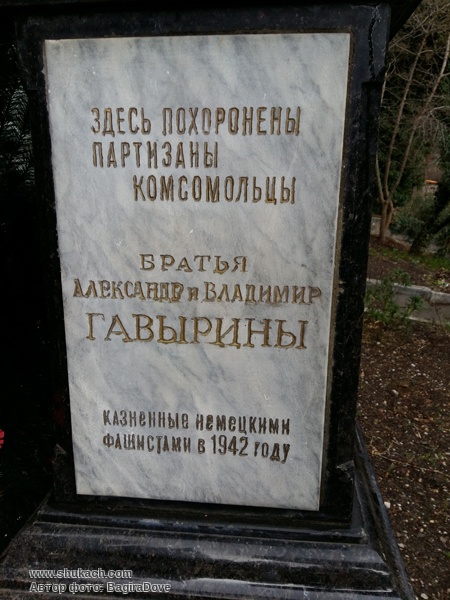 ЗДЕСЬ ПОХОРОНЕНЫ
ПАРТИЗАНЫ
КОМСОМОЛЬЦЫ
БРАТЬЯ
АЛЕКСАНДР И ВЛАДИМИР
ГАВЫРИНЫ
КАЗНЕННЫЕ НЕМЕЦКИМИ
ФАШИСТАМИ В 1942 ГОДУ
www.shukach.com
Автор фото: BagiraDove